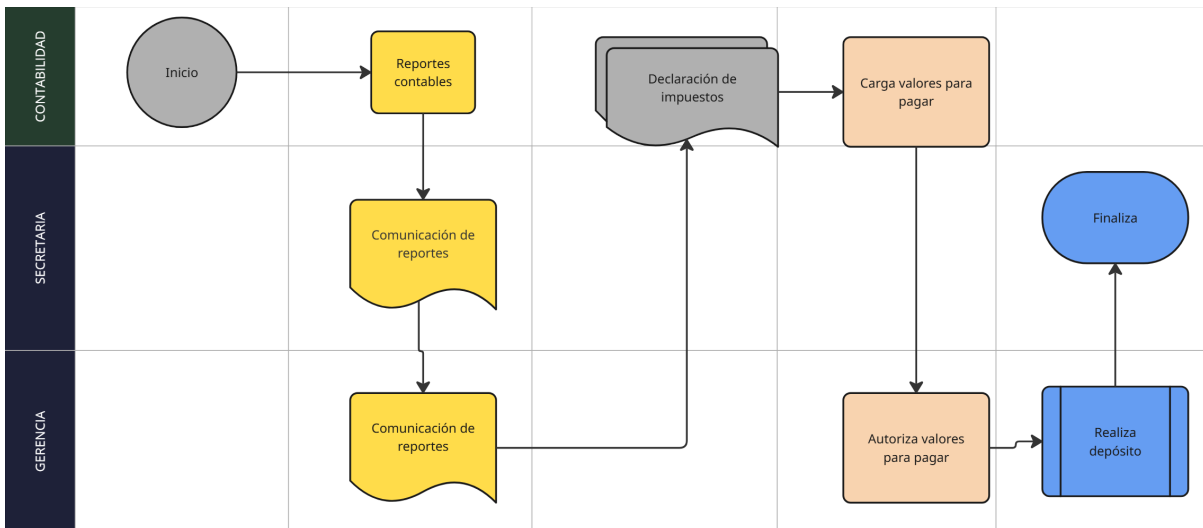 CONTABILIDAD
Inicio
Reportes
contables
Declaración de
impuestos
Carga valores para
pagar
SECRETARIA
Comunicación de
reportes
Finaliza
GERENCIA
Comunicación de
reportes
Autoriza valores
para pagar
Realiza
depósito